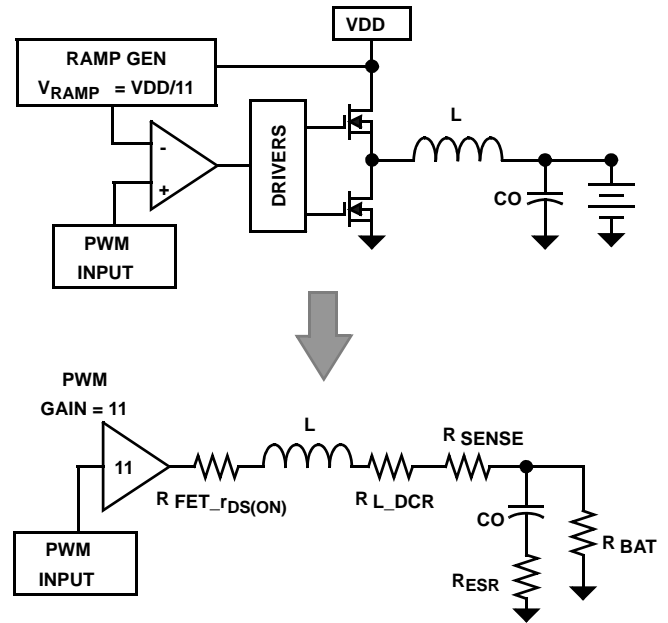 VDD
RAMP GEN
VRAMP = VDD/11
-
+
DRIVERS
L
CO
PWM
INPUT
PWM
GAIN = 11
11
R FET_rDS(ON)
L
R L_DCR
R SENSE
CO
RESR
R BAT
PWM
INPUT